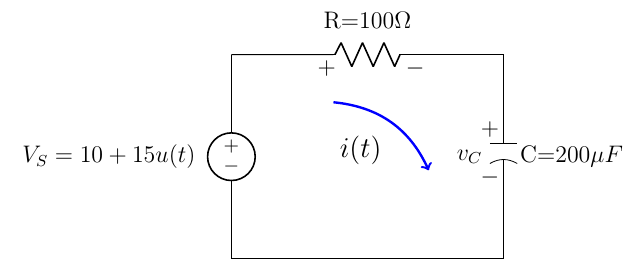 R=100Ω
+ −
+
V_S = 10 + 15u(t)
+
−
i(t)
v_C
C=200μF
−